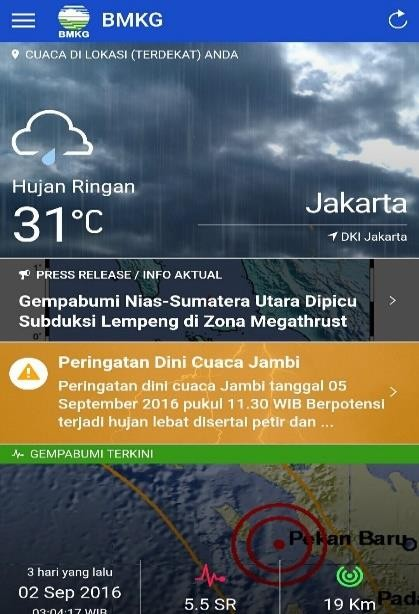 BMKG
BMKG
CUACA DI LOKASI (TERDEKAT) ANDA
Hujan Ringan
31°C
Jakarta
DKI Jakarta
PRESS RELEASE / INFO AKTUAL
Gempabumi Nias-Sumatera Utara Dipicu
Subduksi Lempeng di Zona Megathrust
Peringatan Dini Cuaca Jambi
Peringatan dini cuaca Jambi tanggal 05
September 2016 pukul 11.30 WIB Berpotensi
terjadi hujan lebat disertai petir dan ...
GEMPABUMI TERKINI
Pekan Baru
3 hari yang lalu
02 Sep 2016
03:04:17 WIB
5.5 SR
19 Km
Pad